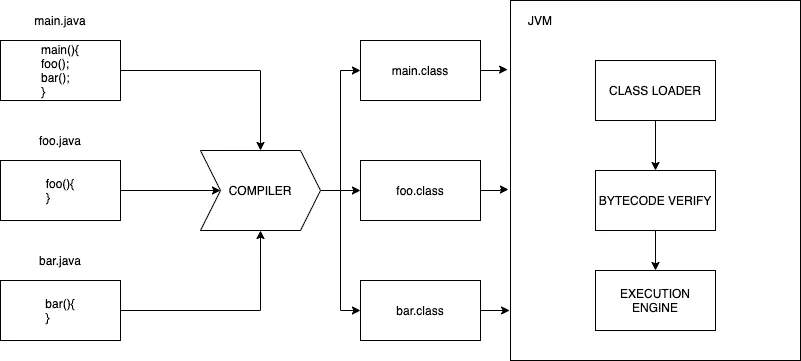 main.java
main(){
foo();
bar();
}
foo.java
foo(){
}
bar.java
bar(){
}
COMPILER
main.class
foo.class
bar.class
JVM
CLASS LOADER
BYTECODE VERIFY
EXECUTION
ENGINE